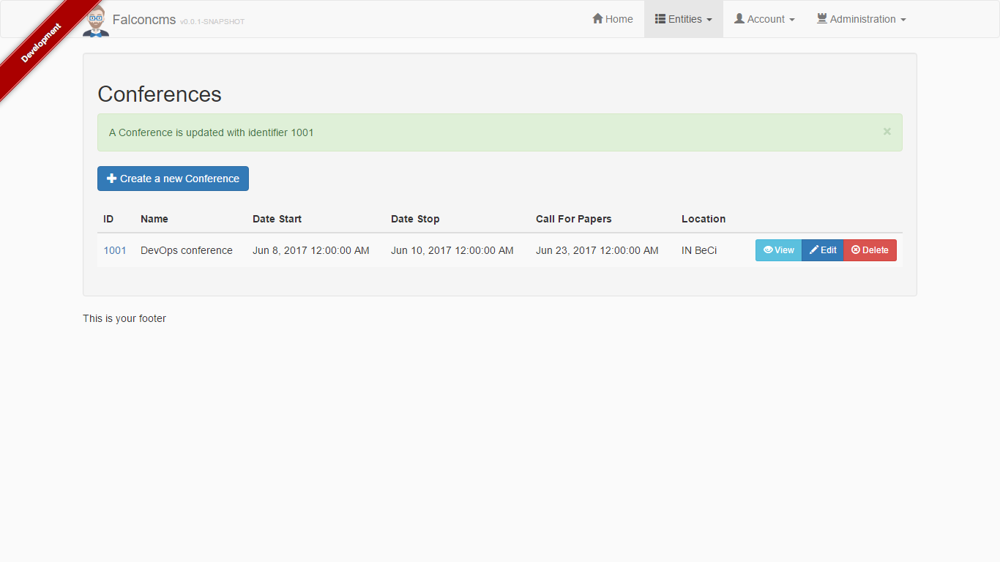 Development
Falconcms v0.0.1-SNAPSHOT Home Entities Account Administration
Conferences
A Conference is updated with identifier 1001 ×
Create a new Conference
ID Name Date Start Date Stop Call For Papers Location
1001 DevOps conference Jun 8, 2017 12:00:00 AM Jun 10, 2017 12:00:00 AM Jun 23, 2017 12:00:00 AM IN BeCi View Edit Delete
This is your footer